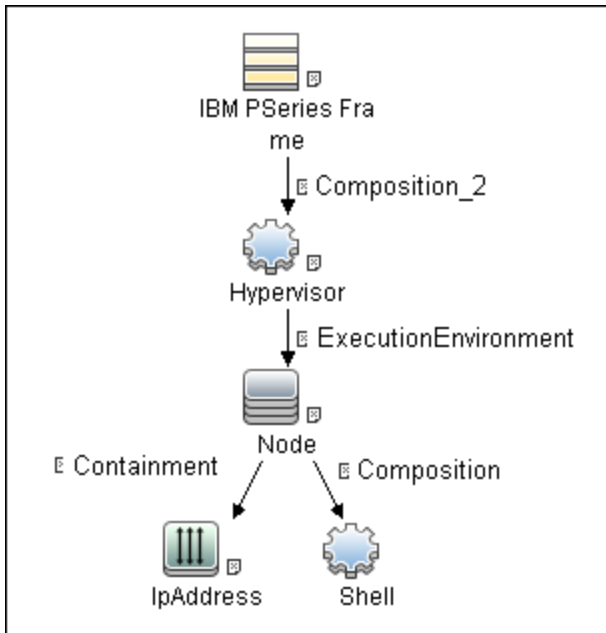 IBM PSeries Fra
me
Composition_2
Hypervisor
ExecutionEnvironment
Node
Containment
Composition
IpAddress
Shell